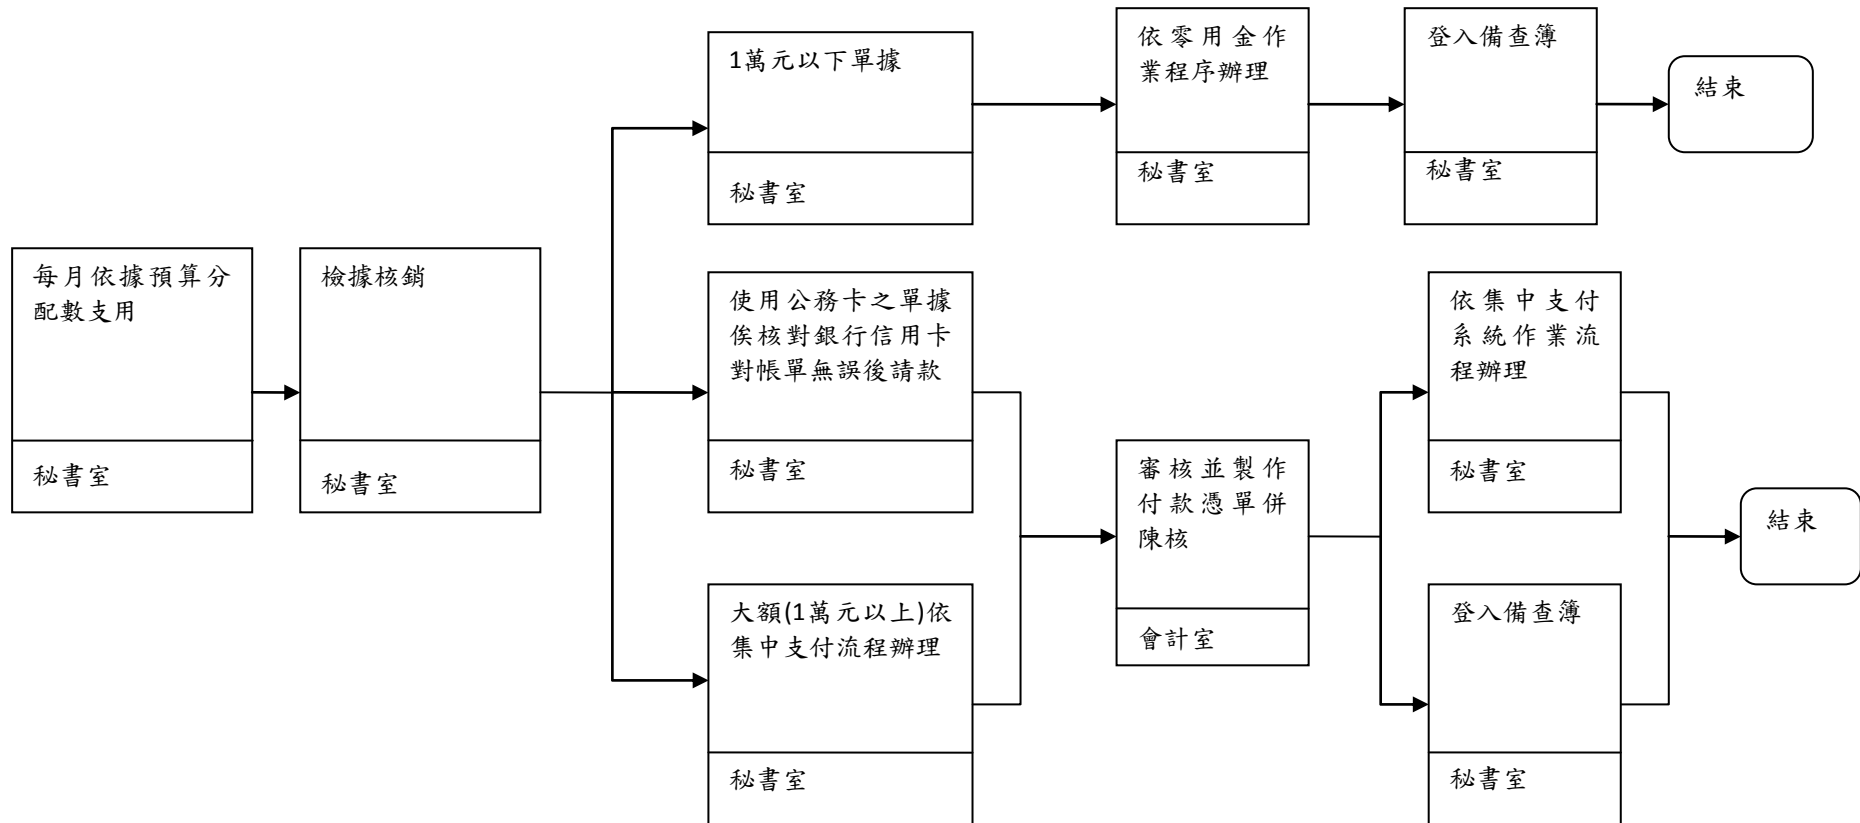 1萬元以下單據
秘書室
依零用金作
業程序辦理
秘書室
登入備查簿
秘書室
結束
每月依據預算分
配數支用
秘書室
檢據核銷
秘書室
使用公務卡之單據
俟核對銀行信用卡
對帳單無誤後請款
秘書室
大額(1萬元以上)依
集中支付流程辦理
秘書室
審核並製作
付款憑單併
陳核
會計室
依集中支付
系統作業流
程辦理
秘書室
登入備查簿
秘書室
結束